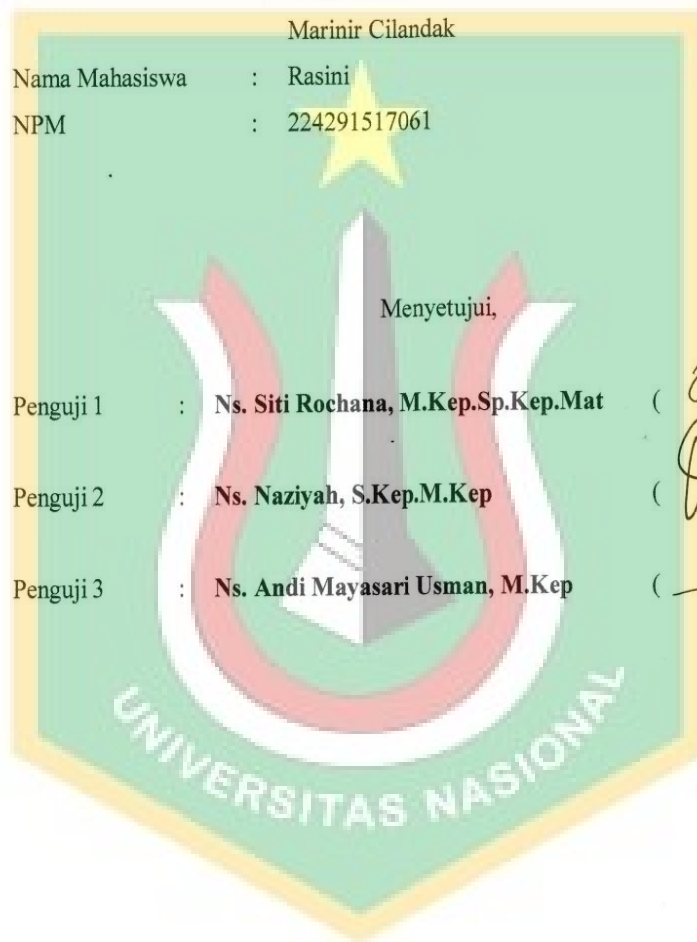 Marinir Cilandak
Nama Mahasiswa : Rasini
NPM : 224291517061
Menyetujui,
Penguji 1 : Ns. Siti Rochana, M.Kep.Sp.Kep.Mat (
Penguji 2 : Ns. Naziyah, S.Kep.M.Kep (
Penguji 3 : Ns. Andi Mayasari Usman, M.Kep (
UNIVERSITAS NASIONAL